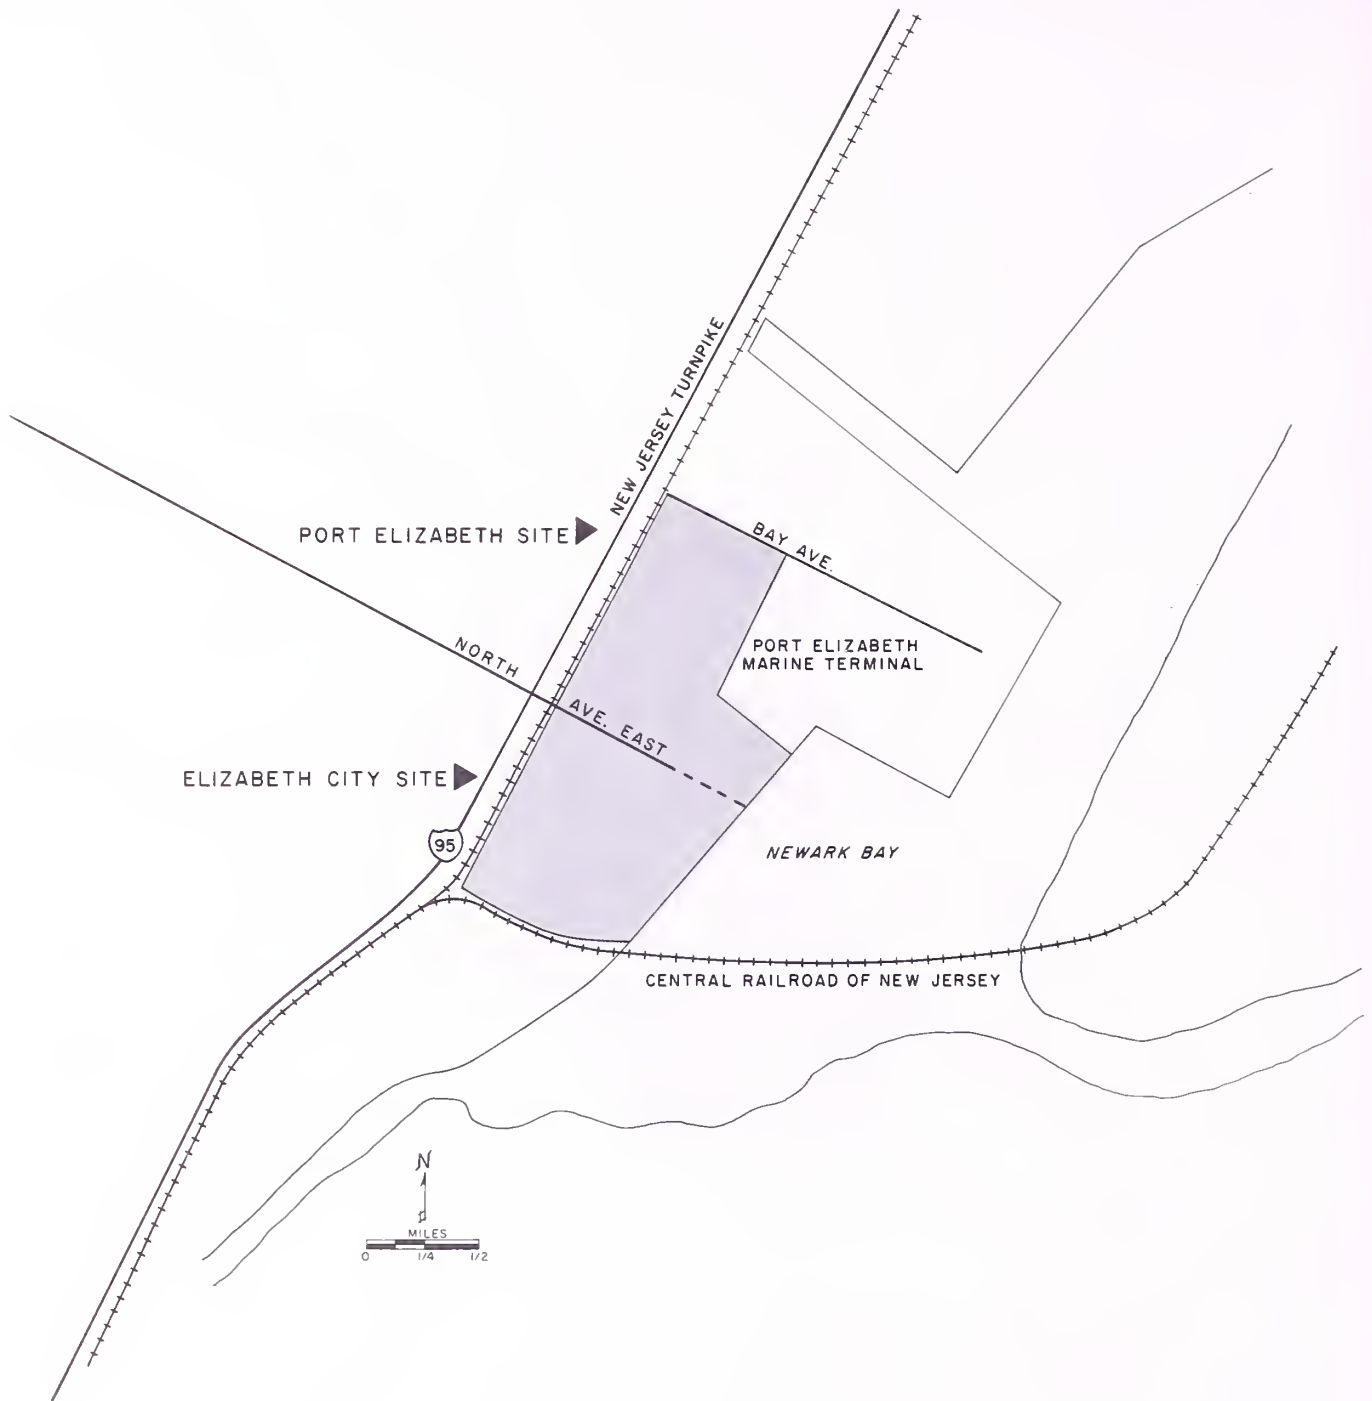 NEW JERSEY TURNPIKE
PORT ELIZABETH SITE
BAY AVE.
NORTH AVE. EAST
PORT ELIZABETH
MARINE TERMINAL
ELIZABETH CITY SITE
95
NEWARK BAY
CENTRAL RAILROAD OF NEW JERSEY
N
MILES
0 1/4 1/2